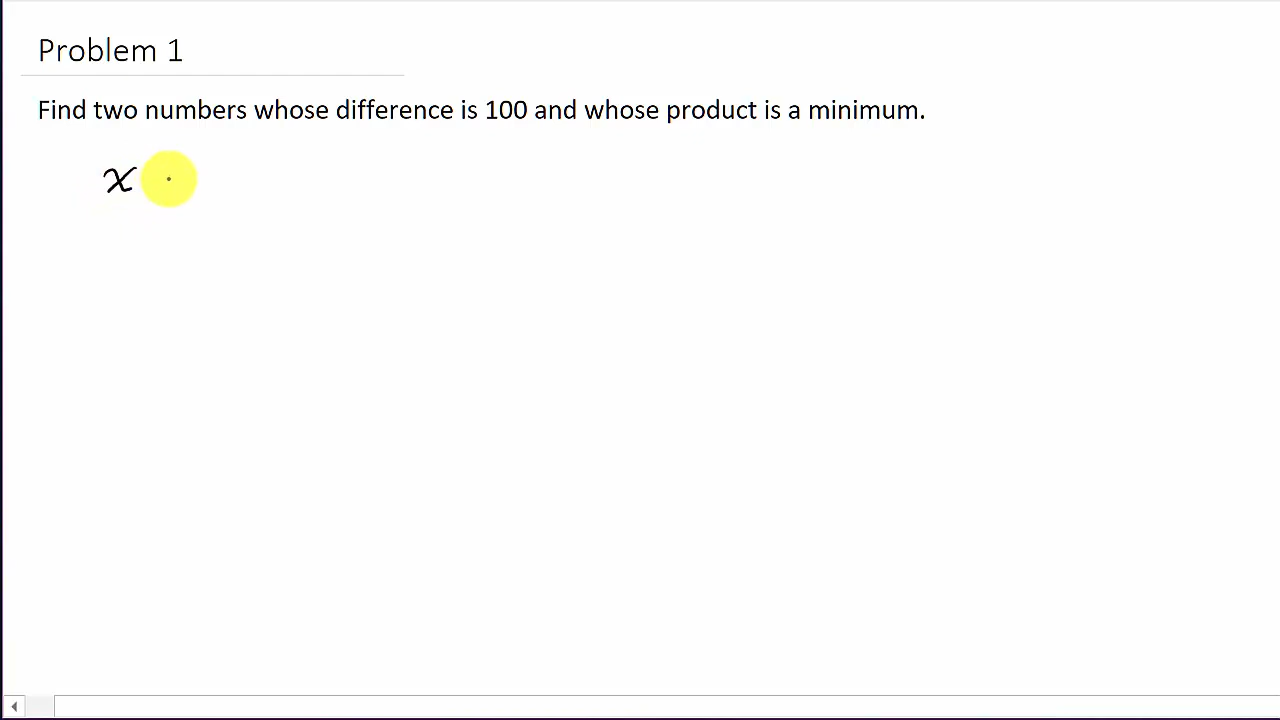 Problem 1
Find two numbers whose difference is 100 and whose product is a minimum.
x